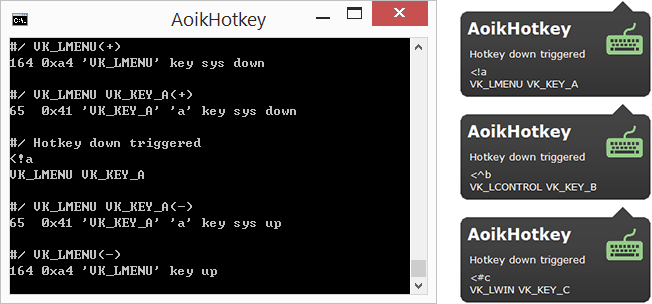 AoikHotkey
#/ VK_LMENU(+)
164 0xa4 'VK_LMENU' key sys down
#/ VK_LMENU VK_KEY_A(+)
65  0x41 'VK_KEY_A' 'a' key sys down
#/ Hotkey down triggered
<!a
VK_LMENU VK_KEY_A
#/ VK_LMENU VK_KEY_A(-)
65  0x41 'VK_KEY_A' 'a' key sys up
#/ VK_LMENU(-)
164 0xa4 'VK_LMENU' key up
AoikHotkey
Hotkey down triggered
<!a
VK_LMENU VK_KEY_A
AoikHotkey
Hotkey down triggered
<^b
VK_LCONTROL VK_KEY_B
AoikHotkey
Hotkey down triggered
<#c
VK_LWIN VK_KEY_C